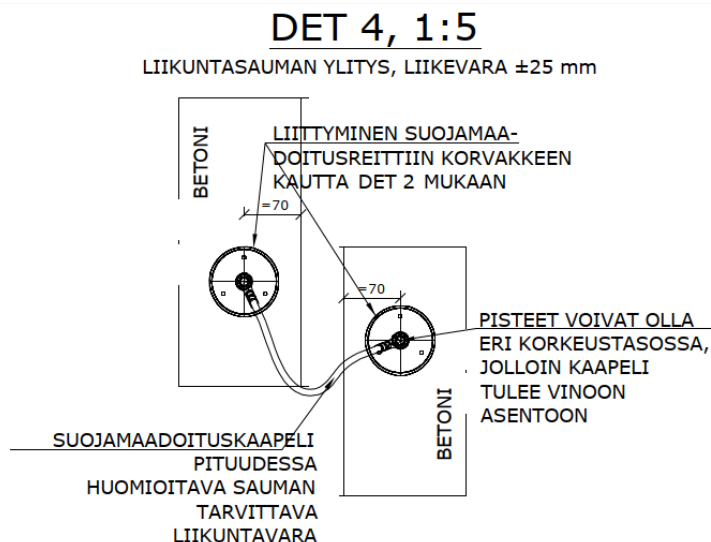 DET 4, 1:5
LIIKUNTASAUMAN YLITYS, LIIKEVARA ±25 mm
BETONI
LIITTYMINEN SUOJAMAA-
DOITUSREITTIIN KORVAKKEEN
KAUTTA DET 2 MUKAAN
=70
=70
PISTEET VOIVAT OLLA
ERI KORKEUSTASOSSA,
JOLLOIN KAAPELI
TULEE VINOON
ASENTOON
BETONI
SUOJAMAADOITUSKAAPELI
PITUUDESSA
HUOMIOITAVA SAUMAN
TARVITTAVA
LIIKUNTAVARA